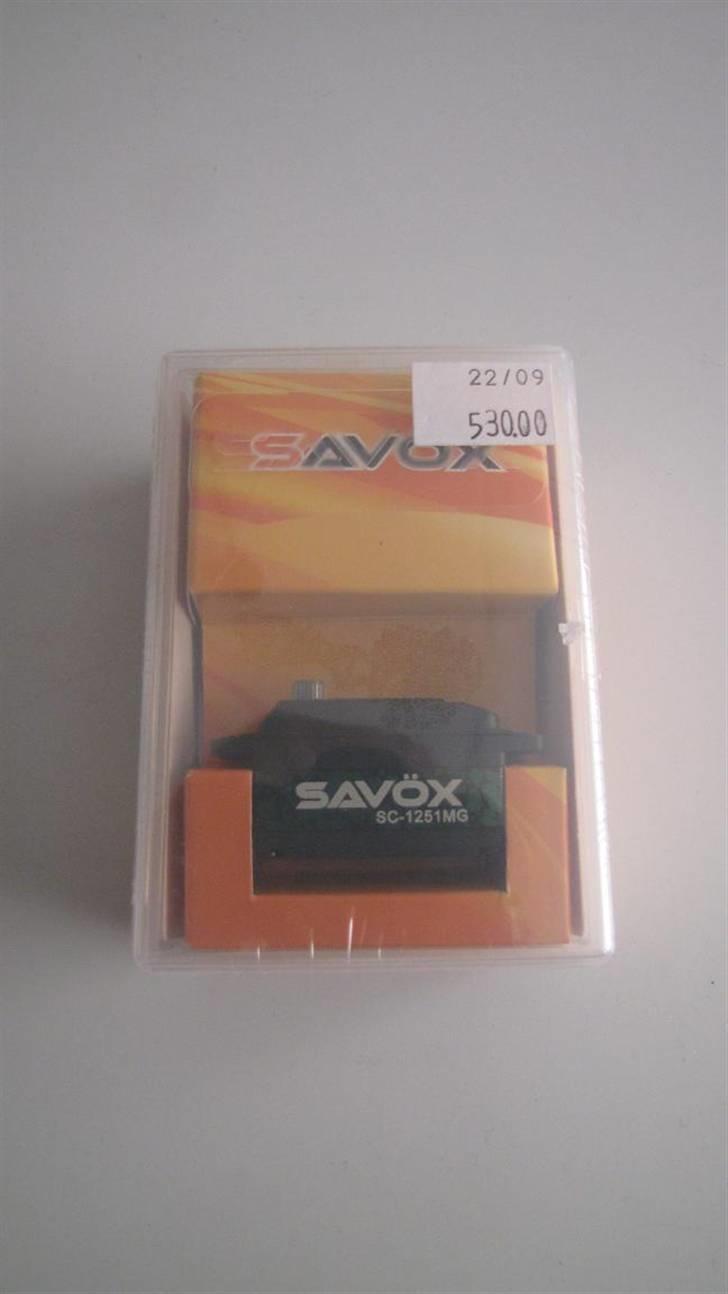 22/09
530.00
SAVOX
SAVÖX
SC-1251MG